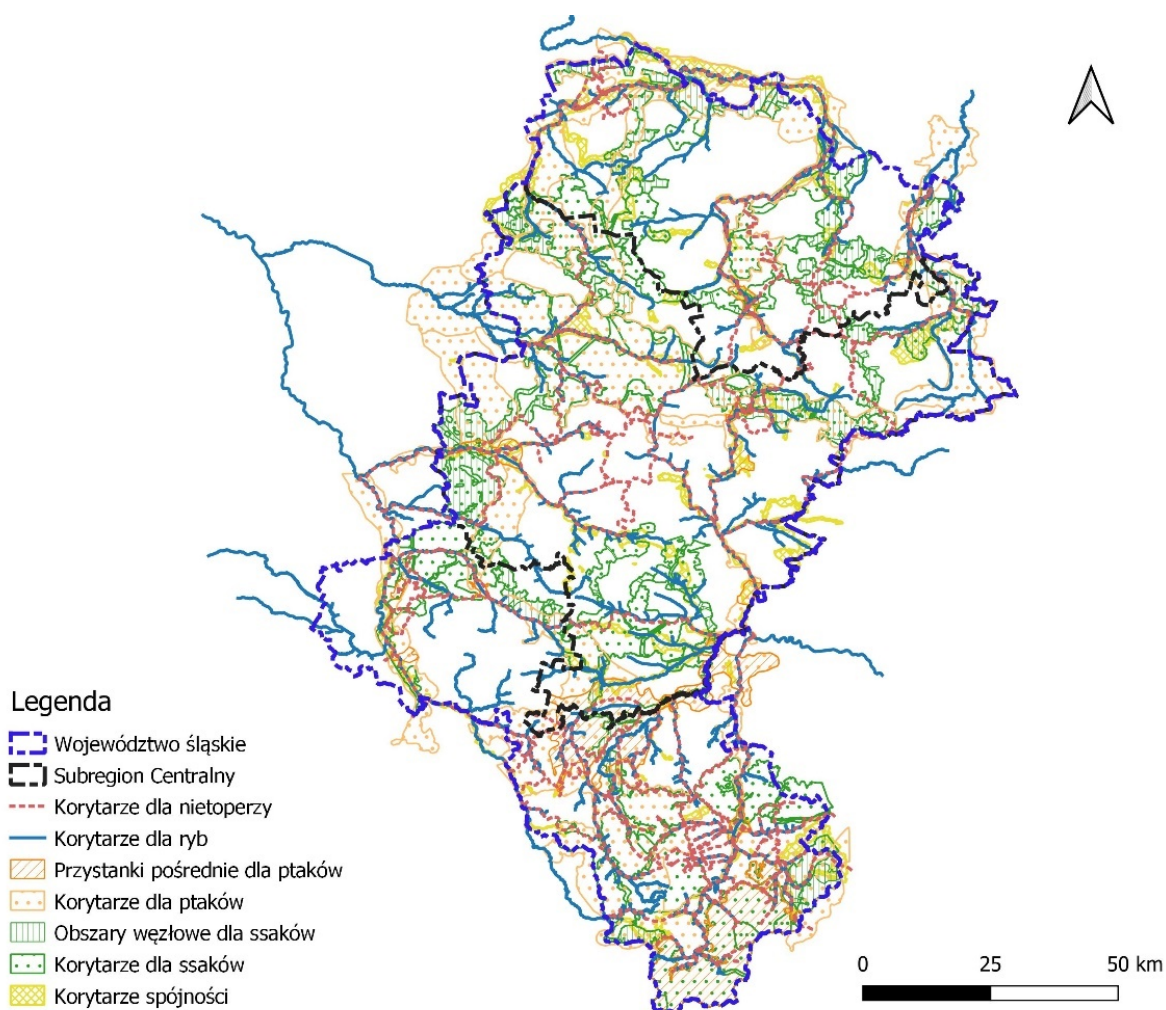 Legenda
Województwo śląskie
Subregion Centralny
Korytarze dla nietoperzy
Korytarze dla ryb
Przystanki pośrednie dla ptaków
Korytarze dla ptaków
Obszary węzłowe dla ssaków
Korytarze dla ssaków
Korytarze spójności
0 25 50 km